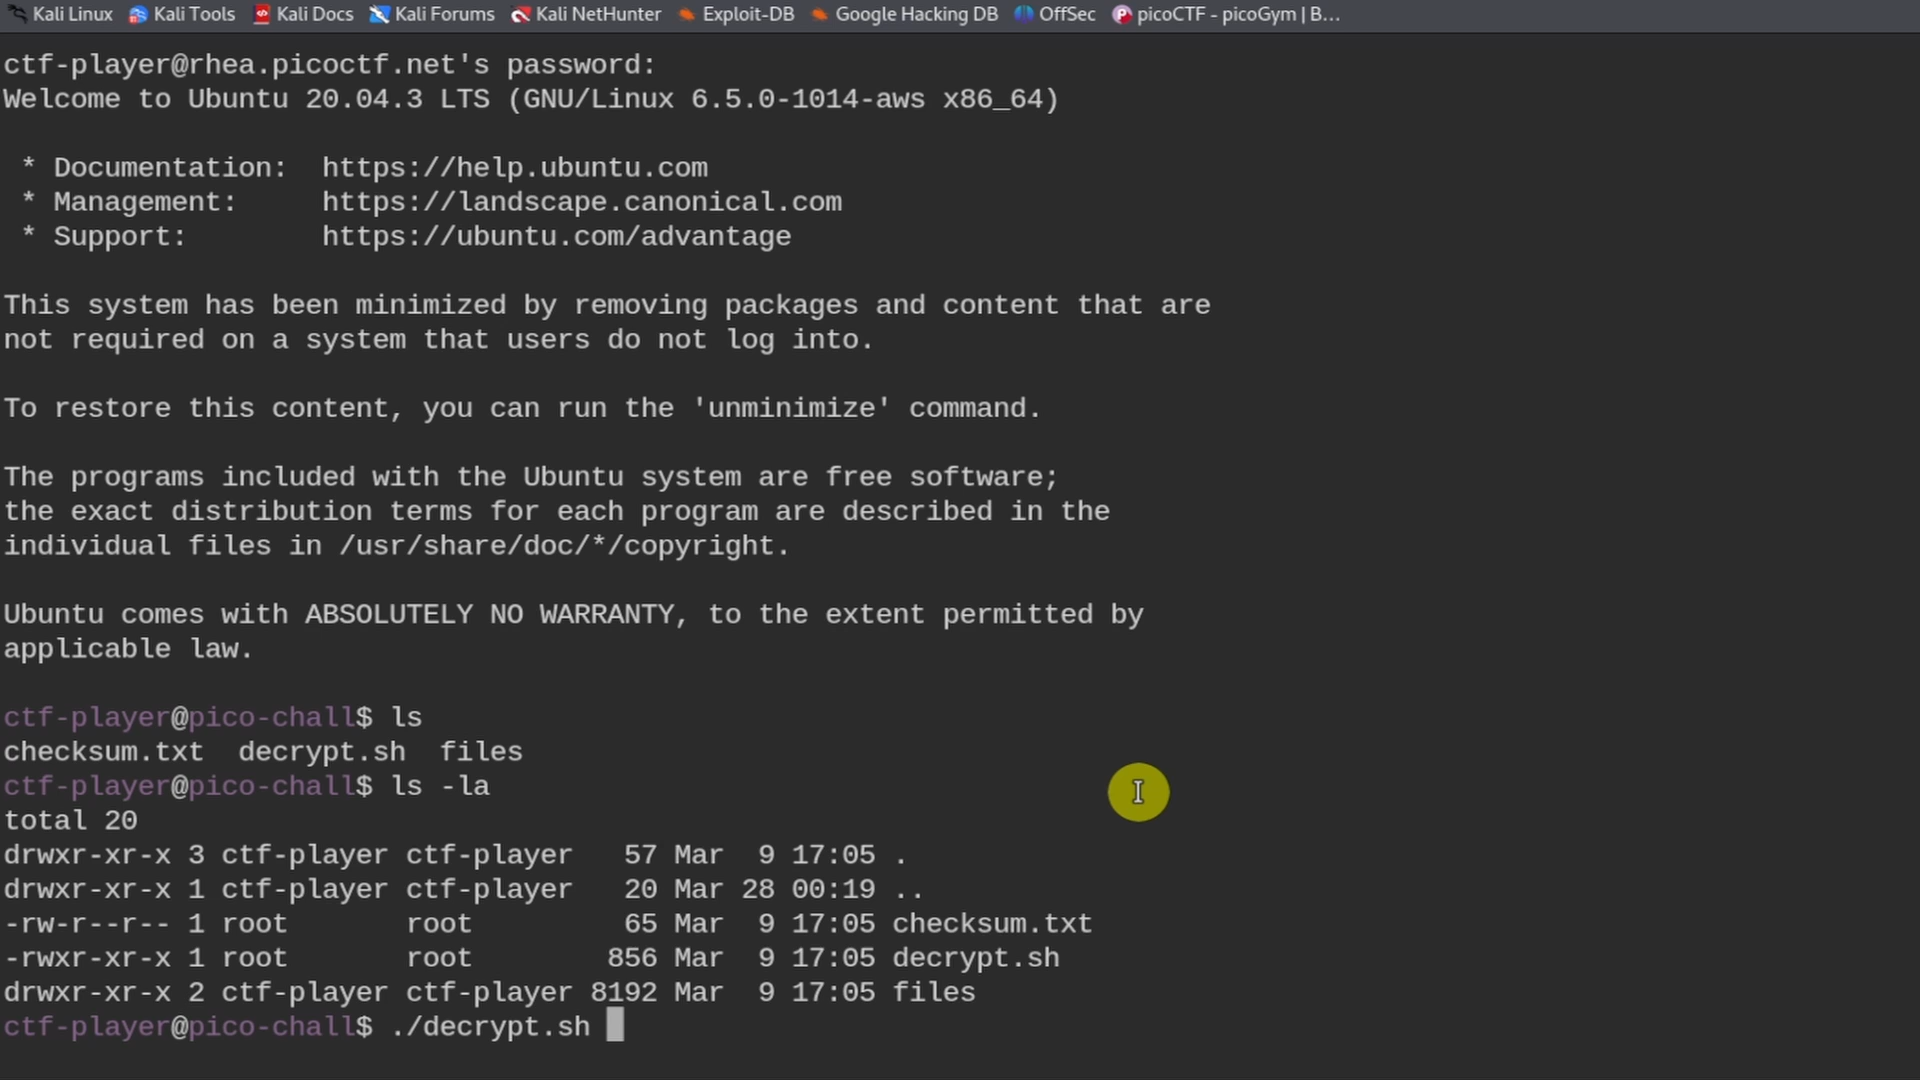 Kali Linux Kali Tools Kali Docs Kali Forums Kali NetHunter Exploit-DB Google Hacking DB OffSec picoCTF - picoGym | B…
ctf-player@rhea.picoctf.net's password:
Welcome to Ubuntu 20.04.3 LTS (GNU/Linux 6.5.0-1014-aws x86_64)
* Documentation:  https://help.ubuntu.com
* Management:     https://landscape.canonical.com
* Support:        https://ubuntu.com/advantage
This system has been minimized by removing packages and content that are
not required on a system that users do not log into.
To restore this content, you can run the 'unminimize' command.
The programs included with the Ubuntu system are free software;
the exact distribution terms for each program are described in the
individual files in /usr/share/doc/*/copyright.
Ubuntu comes with ABSOLUTELY NO WARRANTY, to the extent permitted by
applicable law.
ctf-player@pico-chall$ ls
checksum.txt  decrypt.sh  files
ctf-player@pico-chall$ ls -la
total 20
drwxr-xr-x 3 ctf-player ctf-player   57 Mar  9 17:05 .
drwxr-xr-x 1 ctf-player ctf-player   20 Mar 28 00:19 ..
-rw-r--r-- 1 root       root         65 Mar  9 17:05 checksum.txt
-rwxr-xr-x 1 root       root        856 Mar  9 17:05 decrypt.sh
drwxr-xr-x 2 ctf-player ctf-player 8192 Mar  9 17:05 files
ctf-player@pico-chall$ ./decrypt.sh